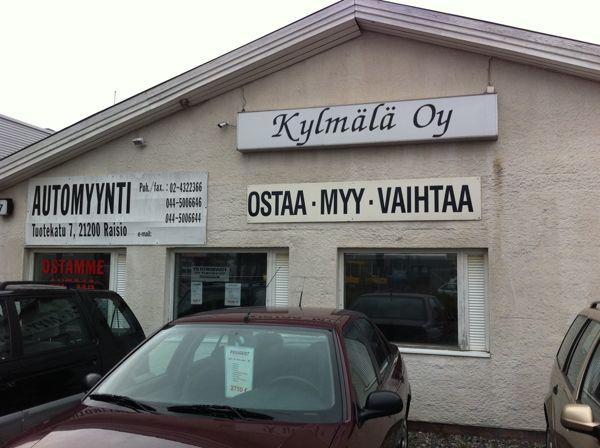 Kylmälä Oy
AUTOMYYNTI
Puh./fax.: 02-4322366
044-5006646
044-5006644
Tuotekatu 7, 21200 Raisio
e-mail:
OSTAA · MYY · VAIHTAA
OSTAMME
PEUGEOT